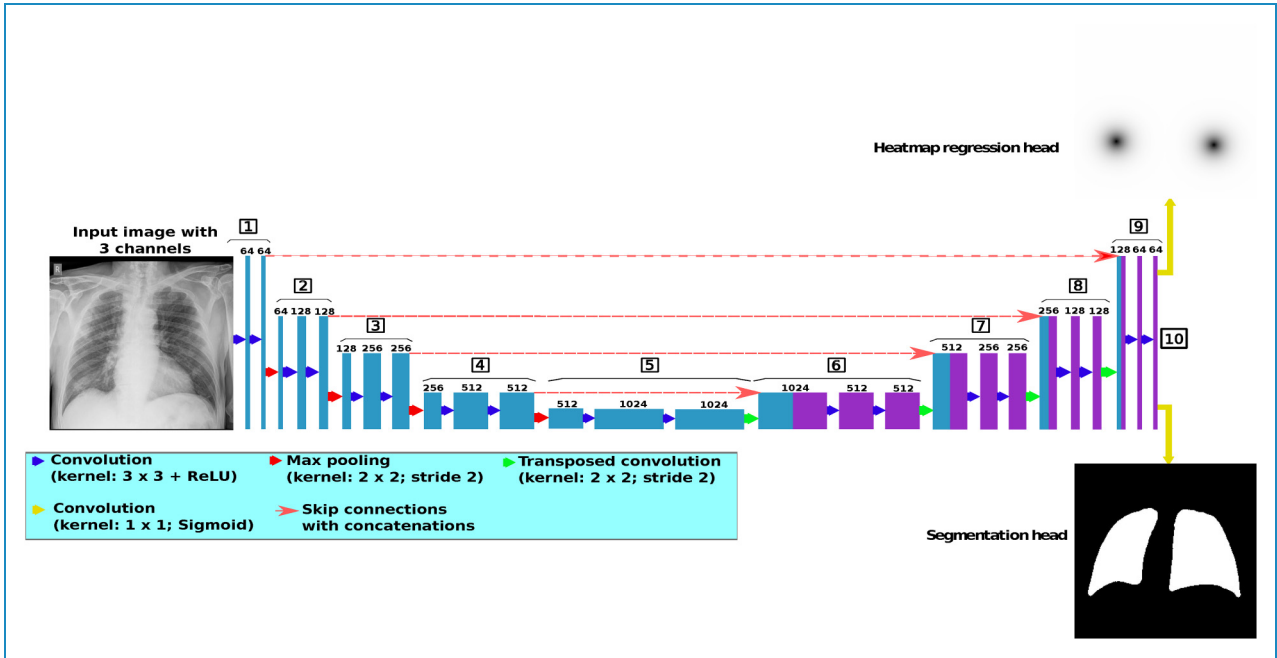 Heatmap regression head
Input image with
3 channels
R
1
64 64
2
64 128 128
3
128 256 256
4
256 512 512
5
512 1024 1024
6
1024 512 512
7
512 256 256
8
256 128 128
9
128 64 64
10
Convolution
(kernel: 3 x 3 + ReLU)
Max pooling
(kernel: 2 x 2; stride 2)
Transposed convolution
(kernel: 2 x 2; stride 2)
Convolution
(kernel: 1 x 1; Sigmoid)
Skip connections
with concatenations
Segmentation head